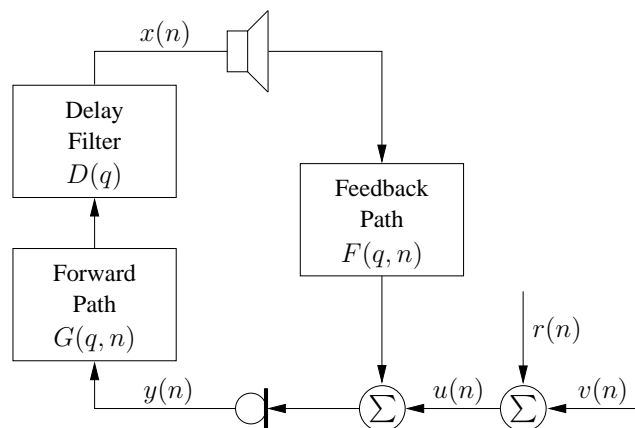 x(n)
Delay
Filter
D(q)
Feedback
Path
F(q, n)
Forward
Path
G(q, n)
r(n)
y(n)
u(n)
v(n)
∑
∑